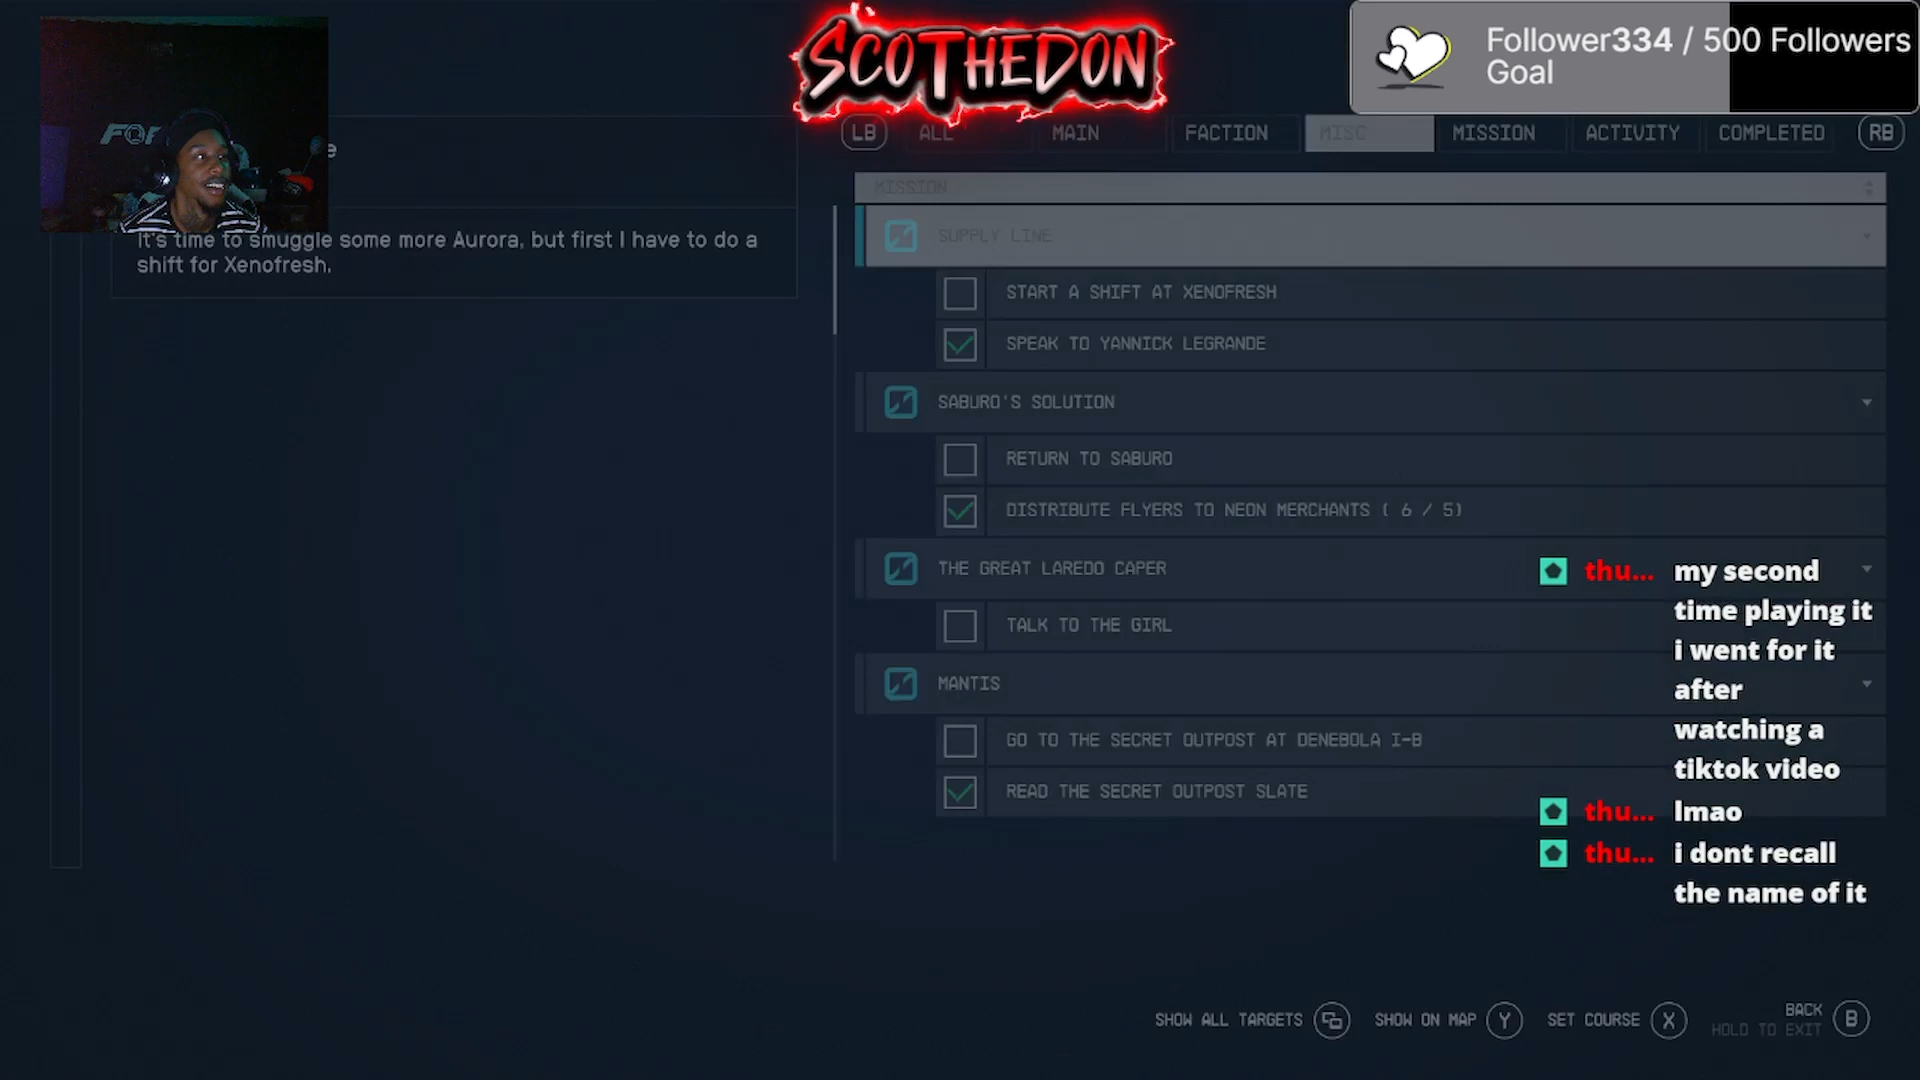 SCOTHEDON
Follower334 / 500 Followers
Goal
LB ALL MAIN FACTION MISC MISSION ACTIVITY COMPLETED RB
e
It's time to smuggle some more Aurora, but first I have to do a
shift for Xenofresh.
MISSION
SUPPLY LINE
START A SHIFT AT XENOFRESH
SPEAK TO YANNICK LEGRANDE
SABURO'S SOLUTION
RETURN TO SABURO
DISTRIBUTE FLYERS TO NEON MERCHANTS ( 6 / 5)
THE GREAT LAREDO CAPER
TALK TO THE GIRL
MANTIS
GO TO THE SECRET OUTPOST AT DENEBOLA I-B
READ THE SECRET OUTPOST SLATE
thu... my second
time playing it
i went for it
after
watching a
tiktok video
thu... lmao
thu... i dont recall
the name of it
SHOW ALL TARGETS SHOW ON MAP Y SET COURSE X BACK B
HOLD TO EXIT